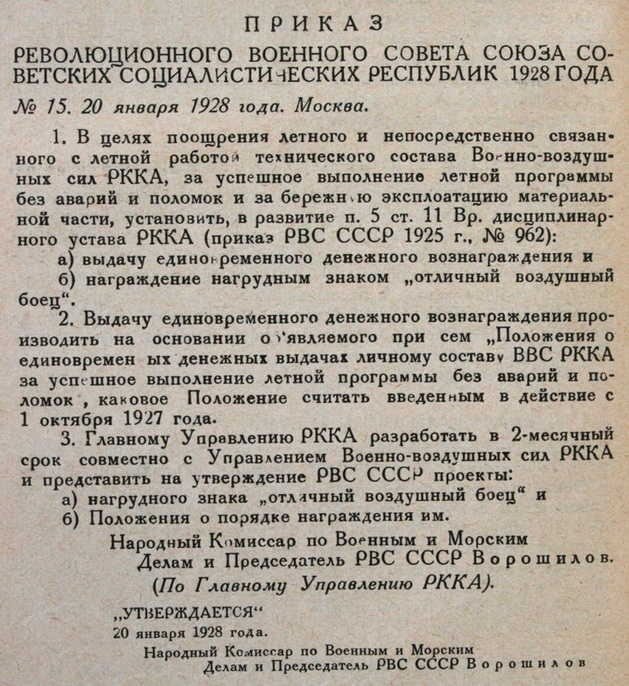 ПРИКАЗ
РЕВОЛЮЦИОННОГО ВОЕННОГО СОВЕТА СОЮЗА СО-
ВЕТСКИХ СОЦИАЛИСТИЧЕСКИХ РЕСПУБЛИК 1928 ГОДА
№ 15. 20 января 1928 года. Москва.
1. В целях поощрения летного и непосредственно связан-
ного с летной работой технического состава Военно-воздуш-
ных сил РККА, за успешное выполнение летной программы
без аварий и поломок и за бережную эксплоатацию материаль-
ной части, установить, в развитие п. 5 ст. 11 Вр. дисциплинар-
ного устава РККА (приказ РВС СССР 1925 г., № 962):
а) выдачу единовременного денежного вознаграждения и
б) награждение нагрудным знаком „отличный воздушный
боец“.
2. Выдачу единовременного денежного вознаграждения про-
изводить на основании о'являемого при сем „Положения о
единовремен ых денежных выдачах личному составу ВВС РККА
за успешное выполнение летной программы без аварий и по-
ломок , каковое Положение считать введенным в действие с
1 октября 1927 года.
3. Главному Управлению РККА разработать в 2-месячный
срок совместно с Управлением Военно-воздушных сил РККА
и представить на утверждение РВС СССР проекты:
а) нагрудного знака „отличный воздушный боец“ и
б) Положения о порядке награждения им.
Народный Комиссар по Военным и Морским
Делам и Председатель РВС СССР Ворошилов.
(По Главному Управлению РККА).
„УТВЕРЖДАЕТСЯ“
20 января 1928 года.
Народный Комиссар по Военным и Морским
Делам и Председатель РВС СССР Ворошилов